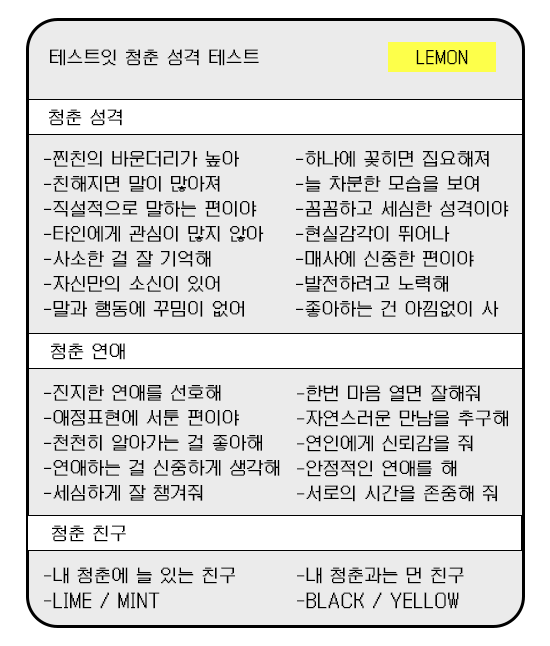 테스트잇 청춘 성격 테스트
LEMON
청춘 성격
-찐친의 바운더리가 높아
-친해지면 말이 많아져
-직설적으로 말하는 편이야
-타인에게 관심이 많지 않아
-사소한 걸 잘 기억해
-자신만의 소신이 있어
-말과 행동에 꾸밈이 없어
-하나에 꽂히면 집요해져
-늘 차분한 모습을 보여
-꼼꼼하고 세심한 성격이야
-현실감각이 뛰어나
-매사에 신중한 편이야
-발전하려고 노력해
-좋아하는 건 아낌없이 사
청춘 연애
-진지한 연애를 선호해
-애정표현에 서툰 편이야
-천천히 알아가는 걸 좋아해
-연애하는 걸 신중하게 생각해
-세심하게 잘 챙겨줘
-한번 마음 열면 잘해줘
-자연스러운 만남을 추구해
-연인에게 신뢰감을 줘
-안정적인 연애를 해
-서로의 시간을 존중해 줘
청춘 친구
-내 청춘에 늘 있는 친구
-LIME / MINT
-내 청춘과는 먼 친구
-BLACK / YELLOW